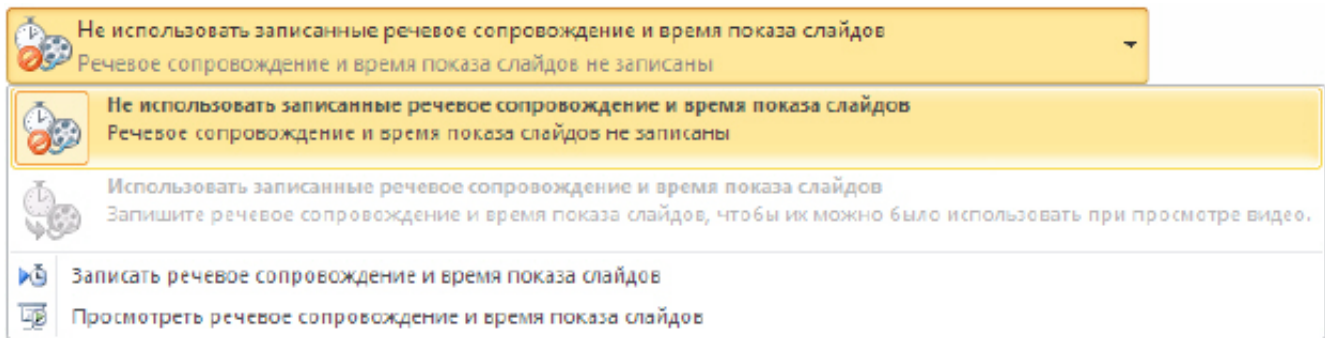 Не использовать записанные речевое сопровождение и время показа слайдов
Речевое сопровождение и время показа слайдов не записаны
Не использовать записанные речевое сопровождение и время показа слайдов
Речевое сопровождение и время показа слайдов не записаны
Использовать записанные речевое сопровождение и время показа слайдов
Запишите речевое сопровождение и время показа слайдов, чтобы их можно было использовать при просмотре видео.
Записать речевое сопровождение и время показа слайдов
Просмотреть речевое сопровождение и время показа слайдов